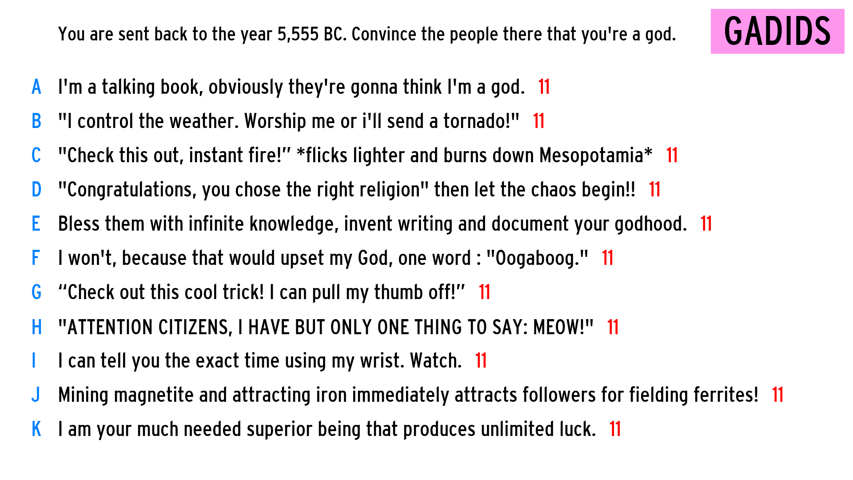 You are sent back to the year 5,555 BC. Convince the people there that you're a god.
GADIDS
A I'm a talking book, obviously they're gonna think I'm a god. 11
B "I control the weather. Worship me or i'll send a tornado!" 11
C "Check this out, instant fire!” *flicks lighter and burns down Mesopotamia* 11
D "Congratulations, you chose the right religion" then let the chaos begin!! 11
E Bless them with infinite knowledge, invent writing and document your godhood. 11
F I won't, because that would upset my God, one word : "Oogaboog." 11
G “Check out this cool trick! I can pull my thumb off!” 11
H "ATTENTION CITIZENS, I HAVE BUT ONLY ONE THING TO SAY: MEOW!" 11
I I can tell you the exact time using my wrist. Watch. 11
J Mining magnetite and attracting iron immediately attracts followers for fielding ferrites! 11
K I am your much needed superior being that produces unlimited luck. 11